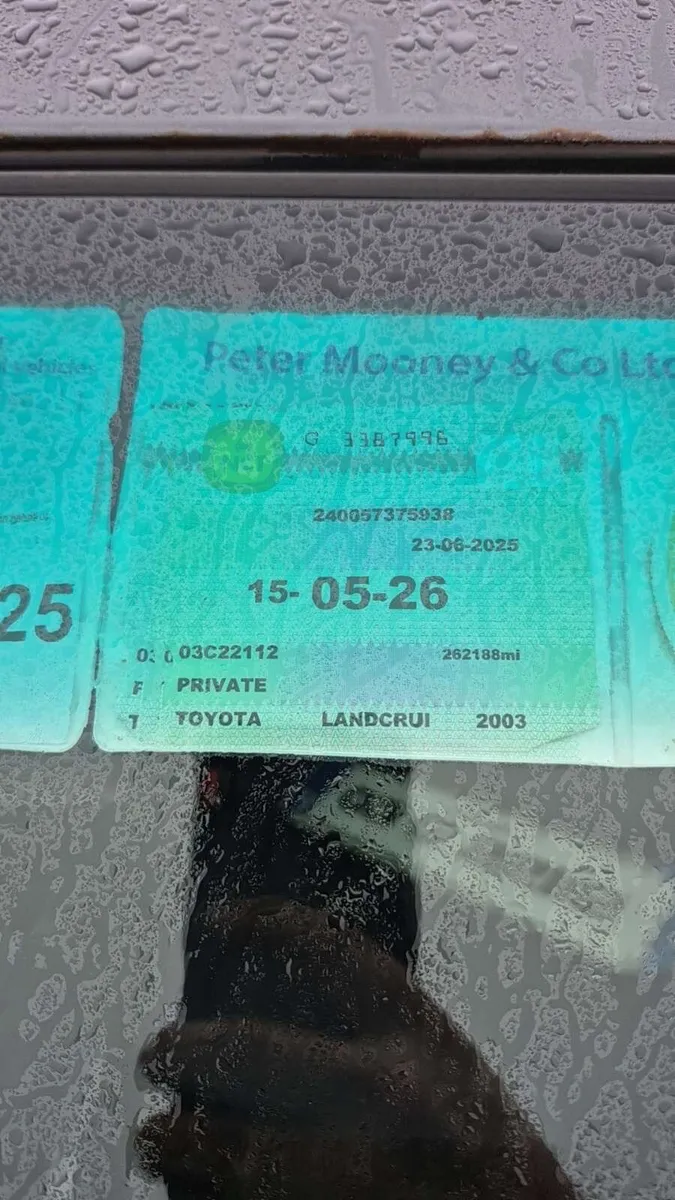 Peter Mooney & Co Ltd
vehicles
G 3387996
240057375938
23-06-2025
15-05-26
25
03C22112 262188mi
PRIVATE
TOYOTA LANDCRUI 2003